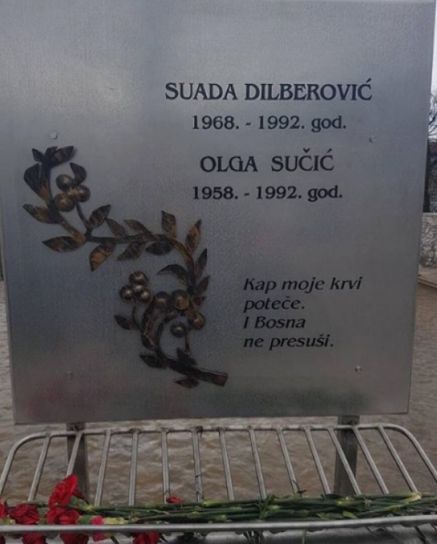 SUADA DILBEROVIĆ
1968. - 1992. god.
OLGA SUČIĆ
1958. - 1992. god.
Kap moje krvi
poteče.
I Bosna
ne presuši.